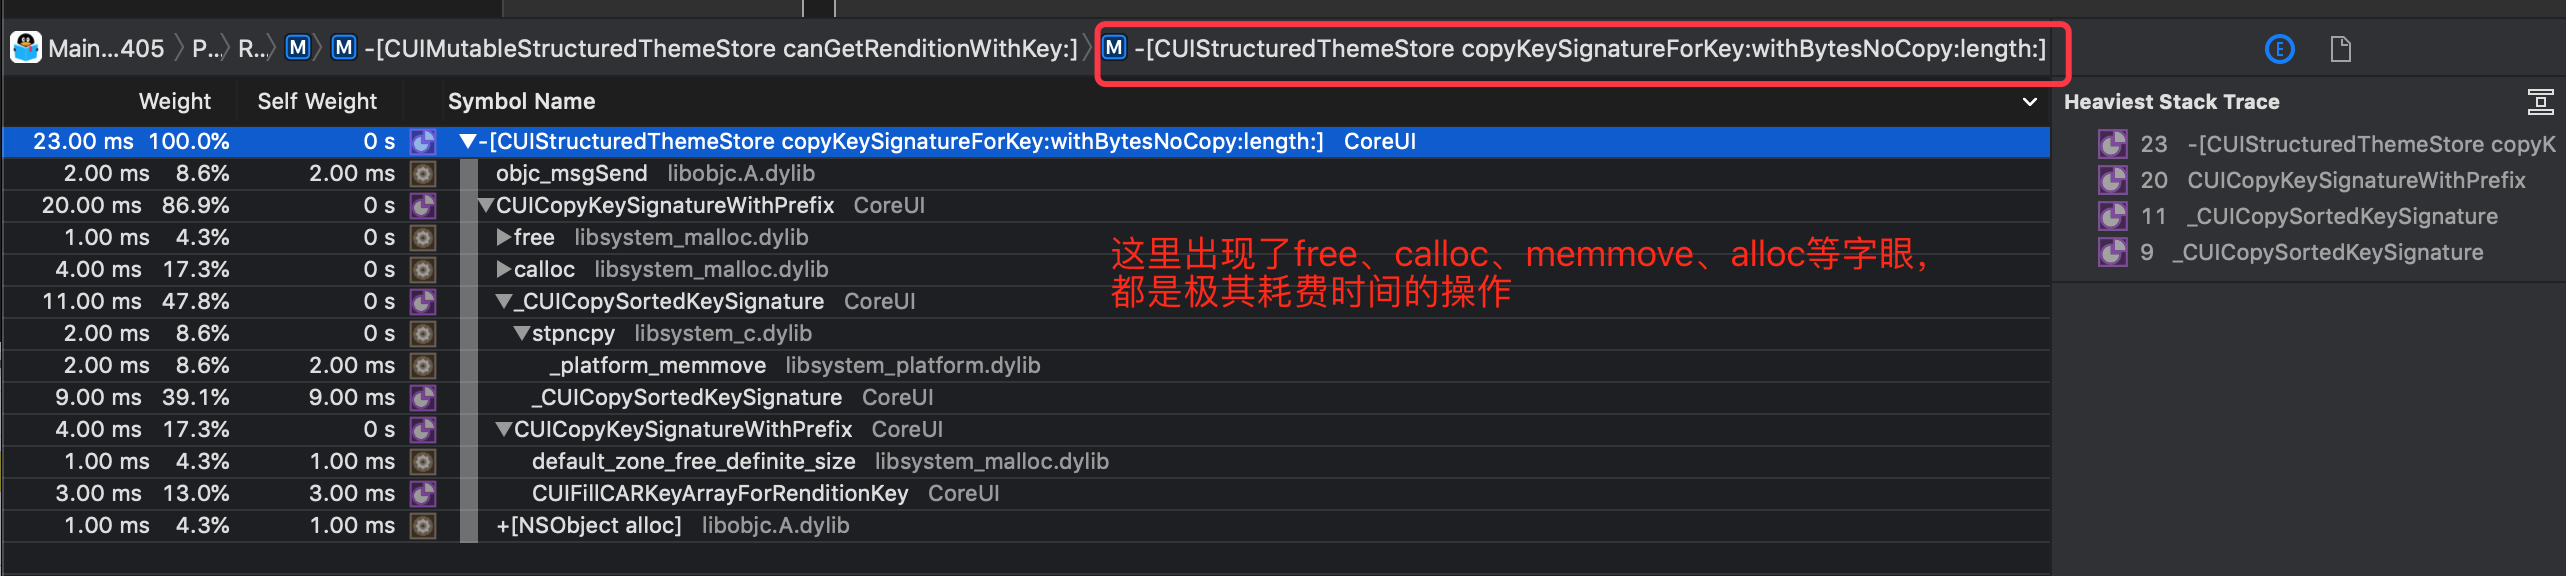 Main...405 P... R... M M -[CUIMutableStructuredThemeStore canGetRenditionWithKey:] M -[CUIStructuredThemeStore copyKeySignatureForKey:withBytesNoCopy:length:] E
Weight Self Weight Symbol Name Heaviest Stack Trace
23.00 ms 100.0% 0 s -[CUIStructuredThemeStore copyKeySignatureForKey:withBytesNoCopy:length:] CoreUI
2.00 ms 8.6% 2.00 ms objc_msgSend libobjc.A.dylib
20.00 ms 86.9% 0 s CUICopyKeySignatureWithPrefix CoreUI
1.00 ms 4.3% 0 s free libsystem_malloc.dylib
4.00 ms 17.3% 0 s calloc libsystem_malloc.dylib
11.00 ms 47.8% 0 s _CUICopySortedKeySignature CoreUI
2.00 ms 8.6% 0 s stpncpy libsystem_c.dylib
2.00 ms 8.6% 2.00 ms _platform_memmove libsystem_platform.dylib
9.00 ms 39.1% 9.00 ms _CUICopySortedKeySignature CoreUI
4.00 ms 17.3% 0 s CUICopyKeySignatureWithPrefix CoreUI
1.00 ms 4.3% 1.00 ms default_zone_free_definite_size libsystem_malloc.dylib
3.00 ms 13.0% 3.00 ms CUIFillCARKeyArrayForRenditionKey CoreUI
1.00 ms 4.3% 1.00 ms +[NSObject alloc] libobjc.A.dylib
这里出现了free、calloc、memmove、alloc等字眼，
都是极其耗费时间的操作
23 -[CUIStructuredThemeStore copyK
20 CUICopyKeySignatureWithPrefix
11 _CUICopySortedKeySignature
9 _CUICopySortedKeySignature